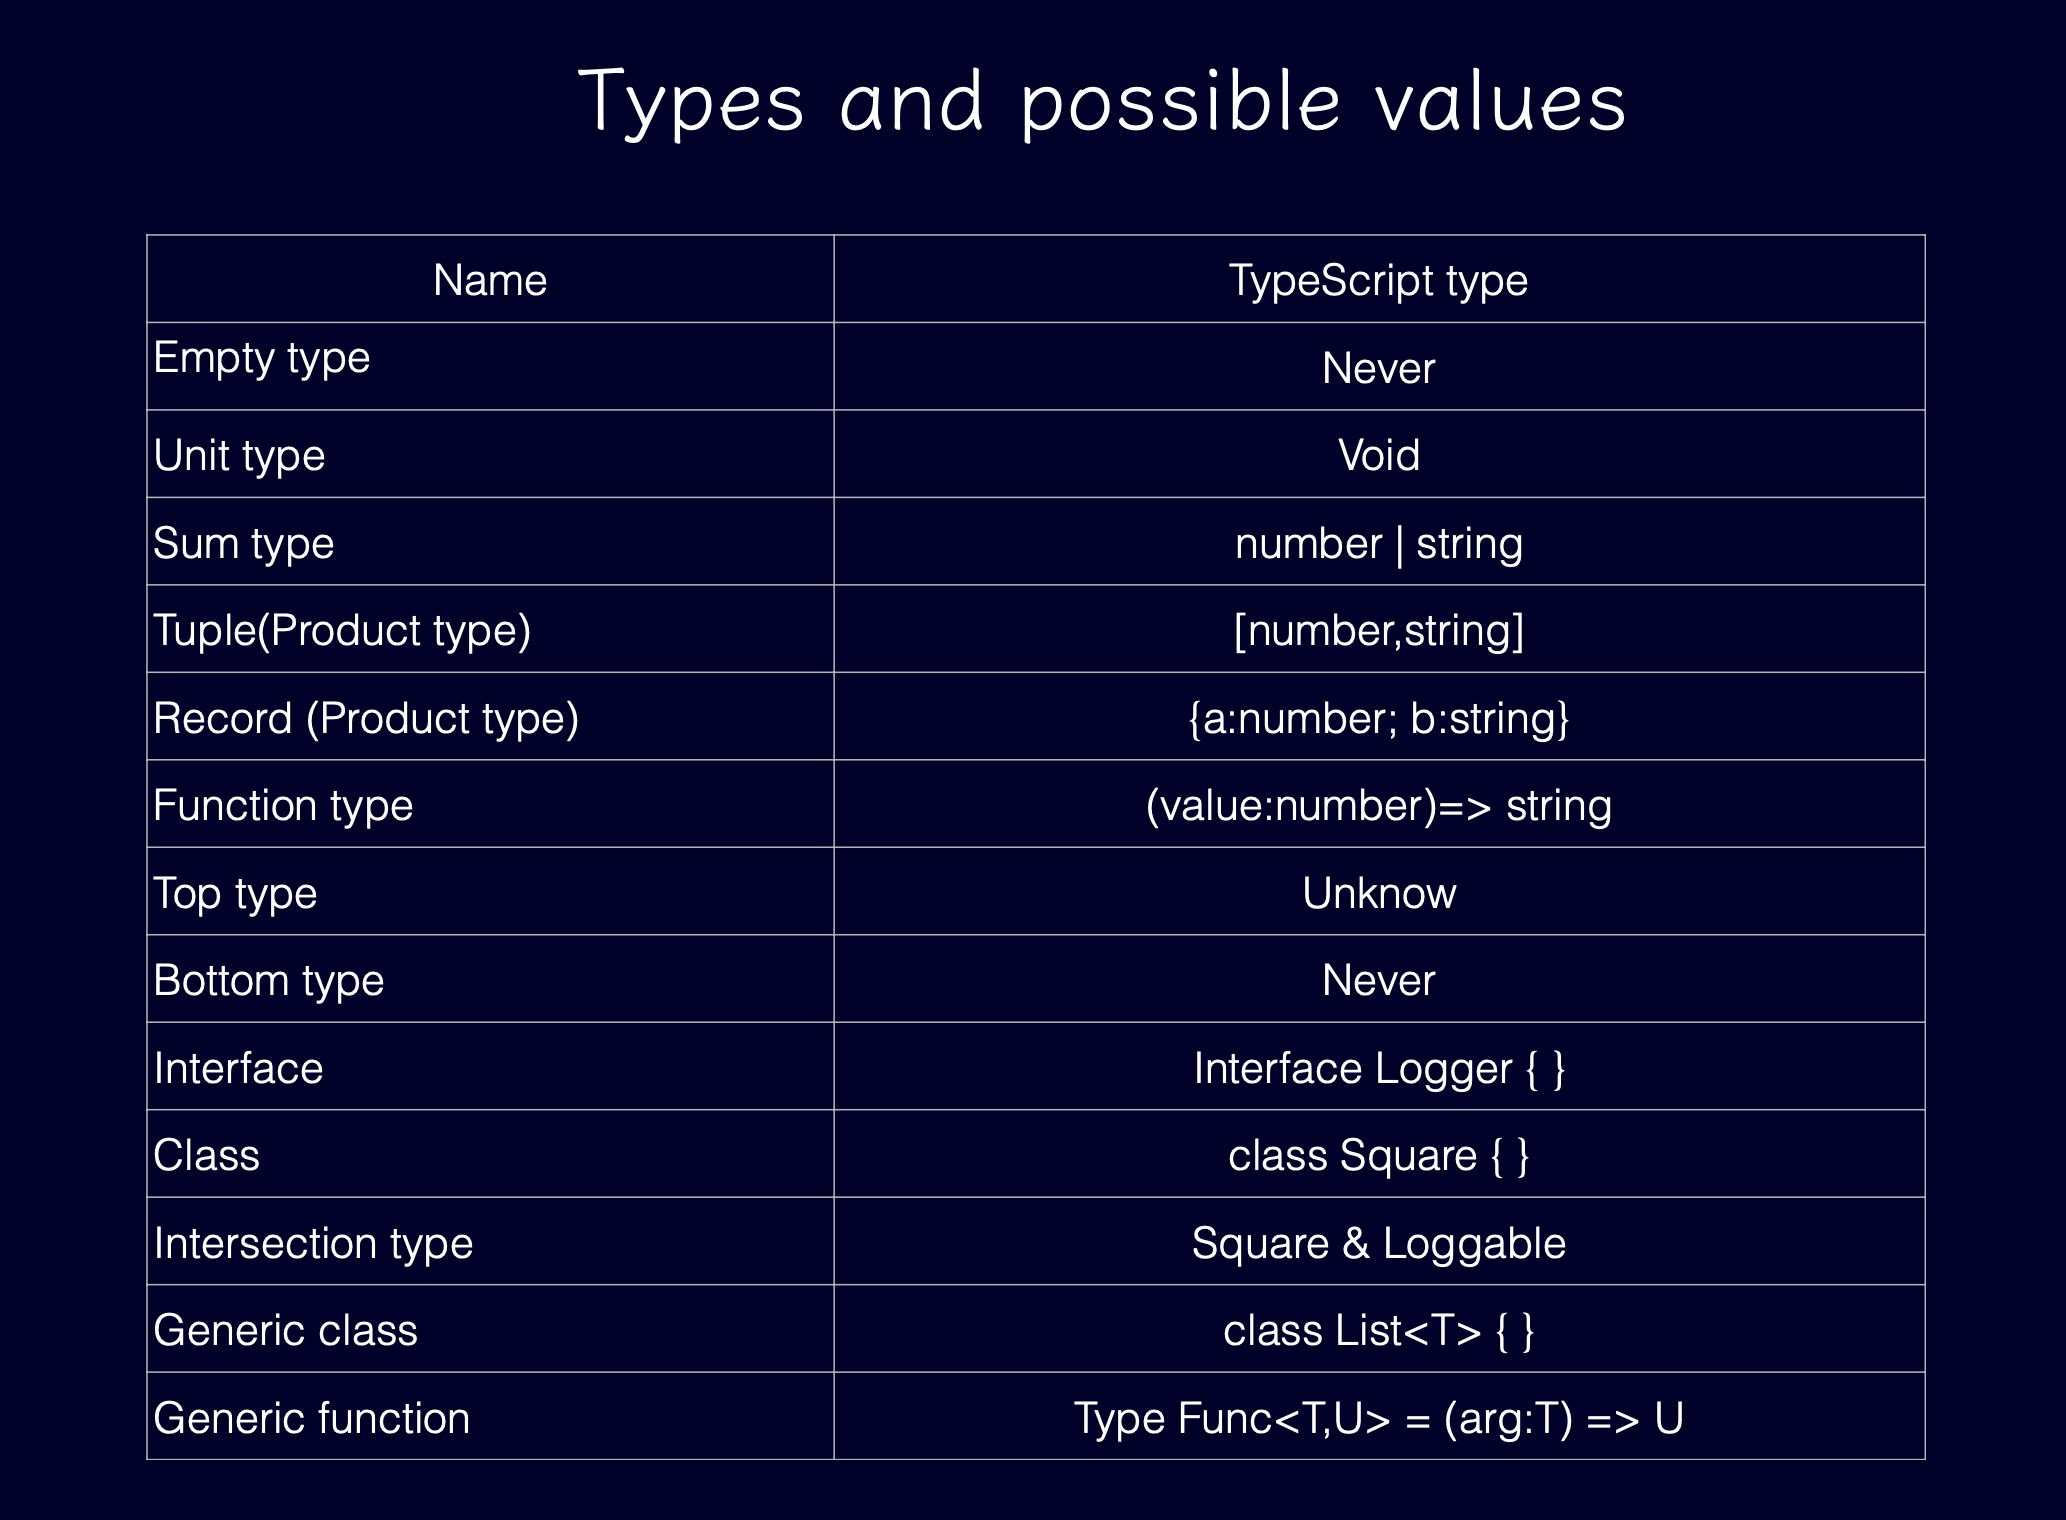 Types and possible values
Name TypeScript type
Empty type Never
Unit type Void
Sum type number | string
Tuple(Product type) [number,string]
Record (Product type) {a:number; b:string}
Function type (value:number)=> string
Top type Unknow
Bottom type Never
Interface Interface Logger { }
Class class Square { }
Intersection type Square & Loggable
Generic class class List<T> { }
Generic function Type Func<T,U> = (arg:T) => U